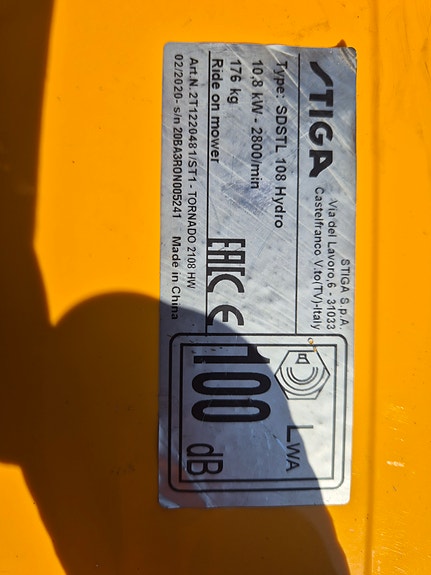 STIGA
STIGA S.p.A.
Via del Lavoro,6 - 31033
Castelfranco V.to(TV)-Italy
Type: SDSTL 108 Hydro
10,8 kW - 2800/min
176 kg
Ride on mower
EAC CE
Art.N.2T1220481/ST1 - TORNADO 2108 HW
02/2020- s/n 20BA3RON005241 Made in China
LWA
100 dB